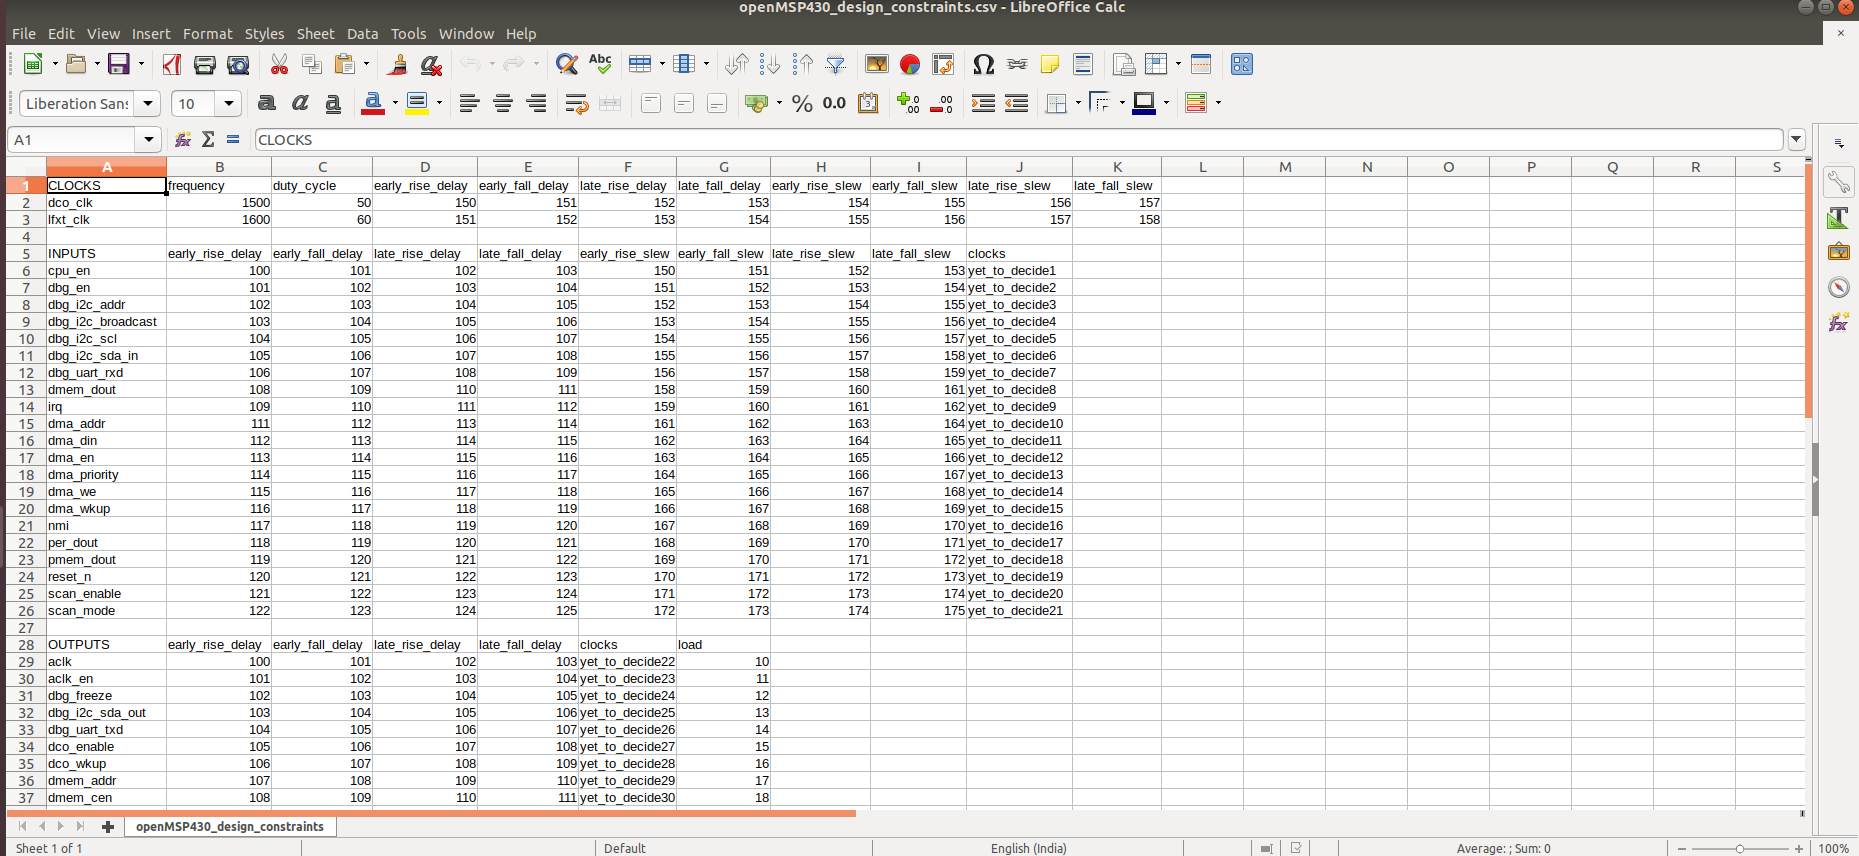 openMSP430_design_constraints.csv - LibreOffice Calc
File Edit View Insert Format Styles Sheet Data Tools Window Help
Liberation Sans 10
A1 CLOCKS
A B C D E F G H I J K L M N O P Q R S
1 CLOCKS frequency duty_cycle early_rise_delay early_fall_delay late_rise_delay late_fall_delay early_rise_slew early_fall_slew late_rise_slew late_fall_slew
2 dco_clk 1500 50 150 151 152 153 154 155 156 157
3 lfxt_clk 1600 60 151 152 153 154 155 156 157 158
4
5 INPUTS early_rise_delay early_fall_delay late_rise_delay late_fall_delay early_rise_slew early_fall_slew late_rise_slew late_fall_slew clocks
6 cpu_en 100 101 102 103 150 151 152 153 yet_to_decide1
7 dbg_en 101 102 103 104 151 152 153 154 yet_to_decide2
8 dbg_i2c_addr 102 103 104 105 152 153 154 155 yet_to_decide3
9 dbg_i2c_broadcast 103 104 105 106 153 154 155 156 yet_to_decide4
10 dbg_i2c_scl 104 105 106 107 154 155 156 157 yet_to_decide5
11 dbg_i2c_sda_in 105 106 107 108 155 156 157 158 yet_to_decide6
12 dbg_uart_rxd 106 107 108 109 156 157 158 159 yet_to_decide7
13 dmem_dout 108 109 110 111 158 159 160 161 yet_to_decide8
14 irq 109 110 111 112 159 160 161 162 yet_to_decide9
15 dma_addr 111 112 113 114 161 162 163 164 yet_to_decide10
16 dma_din 112 113 114 115 162 163 164 165 yet_to_decide11
17 dma_en 113 114 115 116 163 164 165 166 yet_to_decide12
18 dma_priority 114 115 116 117 164 165 166 167 yet_to_decide13
19 dma_we 115 116 117 118 165 166 167 168 yet_to_decide14
20 dma_wkup 116 117 118 119 166 167 168 169 yet_to_decide15
21 nmi 117 118 119 120 167 168 169 170 yet_to_decide16
22 per_dout 118 119 120 121 168 169 170 171 yet_to_decide17
23 pmem_dout 119 120 121 122 169 170 171 172 yet_to_decide18
24 reset_n 120 121 122 123 170 171 172 173 yet_to_decide19
25 scan_enable 121 122 123 124 171 172 173 174 yet_to_decide20
26 scan_mode 122 123 124 125 172 173 174 175 yet_to_decide21
27
28 OUTPUTS early_rise_delay early_fall_delay late_rise_delay late_fall_delay clocks load
29 aclk 100 101 102 103 yet_to_decide22 10
30 aclk_en 101 102 103 104 yet_to_decide23 11
31 dbg_freeze 102 103 104 105 yet_to_decide24 12
32 dbg_i2c_sda_out 103 104 105 106 yet_to_decide25 13
33 dbg_uart_txd 104 105 106 107 yet_to_decide26 14
34 dco_enable 105 106 107 108 yet_to_decide27 15
35 dco_wkup 106 107 108 109 yet_to_decide28 16
36 dmem_addr 107 108 109 110 yet_to_decide29 17
37 dmem_cen 108 109 110 111 yet_to_decide30 18
openMSP430_design_constraints
Sheet 1 of 1 Default English (India) Average: ; Sum: 0 100%